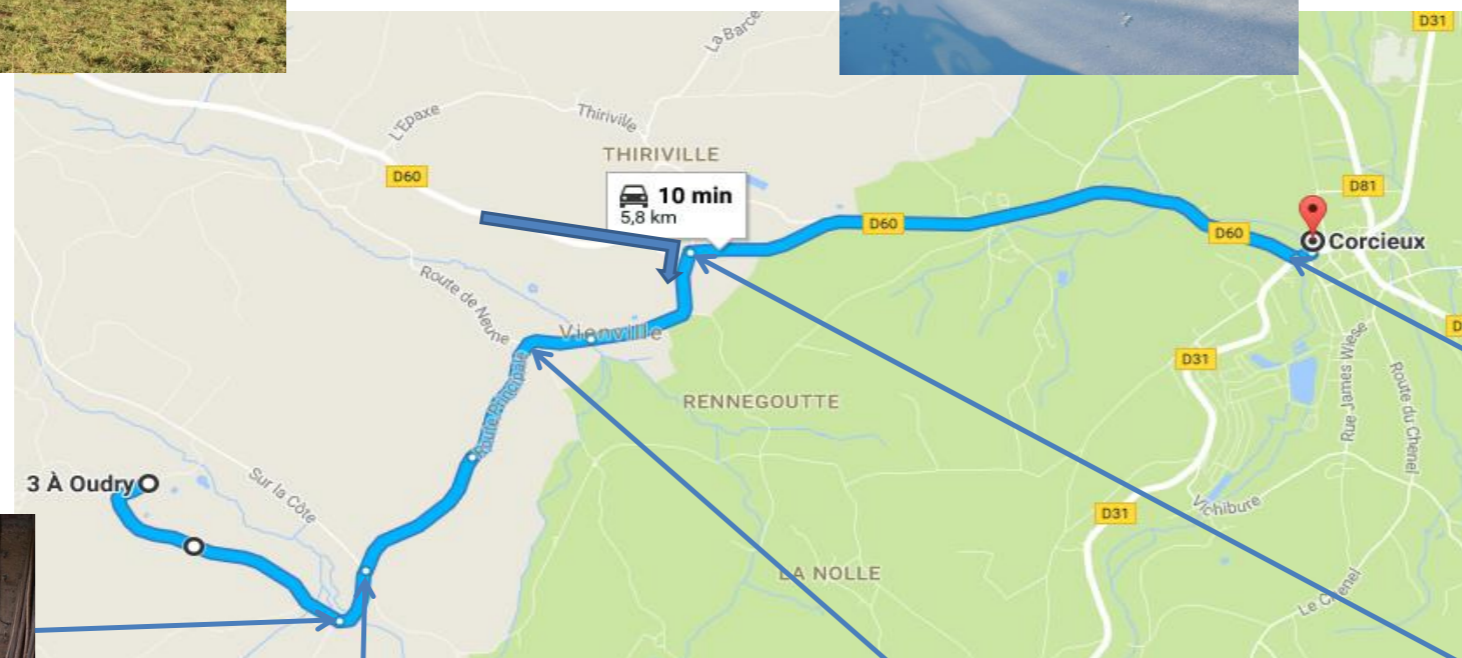 D31
La Barce
L'Epaxe
Thiriville
THIRIVILLE
D60
D81
10 min
5,8 km
D60
D60
Corcieux
Route de Neune
Vienville
D31
Route Principale
RENNEGOUTTE
Rue James Wiese
Route du Chenel
3 À Oudry
Sur la Côte
D31
Vichibure
LA NOLLE
Le Chenel
D